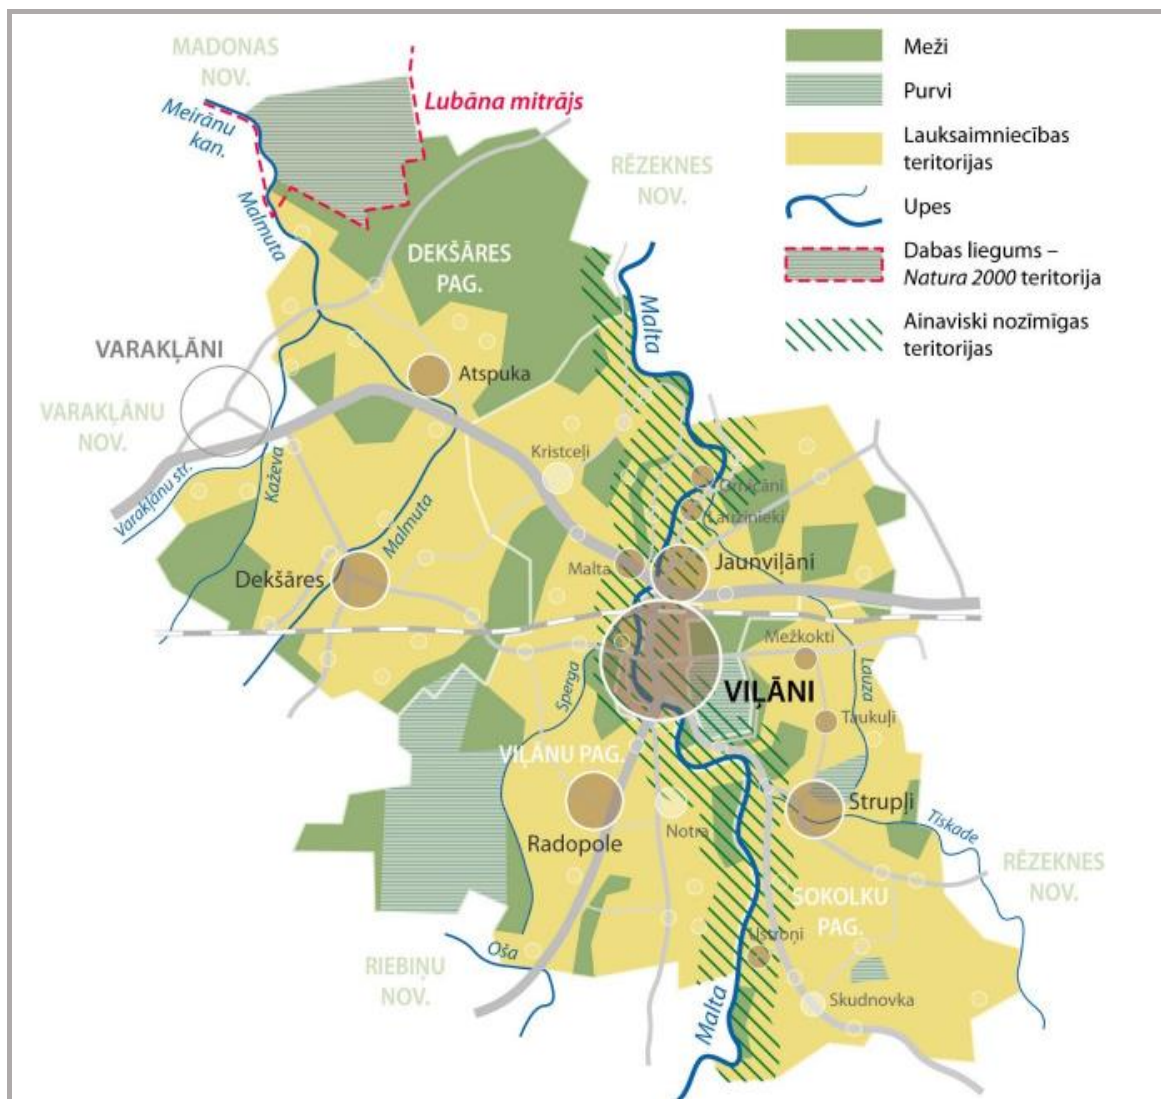 MADONAS
NOV.
Meirānu
kan.
Lubāna mitrājs
Malmuta
RĒZEKNES
NOV.
DEKŠĀRES
PAG.
Malta
VARAKĻĀNI
Atspuka
VARAKĻĀNU
NOV.
Kristceļi
Varakļānu str.
Kaževa
Malmuta
Dekšāres
Malta
Lauzinieki
Jaunviļāni
Mežkokti
Lauza
Sperga
VIĻĀNI
Taukuļi
VIĻĀNU PAG.
Strupļi
Radopole
Notra
Tiskade
RĒZEKNES
NOV.
SOKOLKU
PAG.
Ustroņi
Oša
RIEBIŅU
NOV.
Malta
Skudnovka
Meži
Purvi
Lauksaimniecības
teritorijas
Upes
Dabas liegums –
Natura 2000 teritorija
Ainaviski nozīmīgas
teritorijas